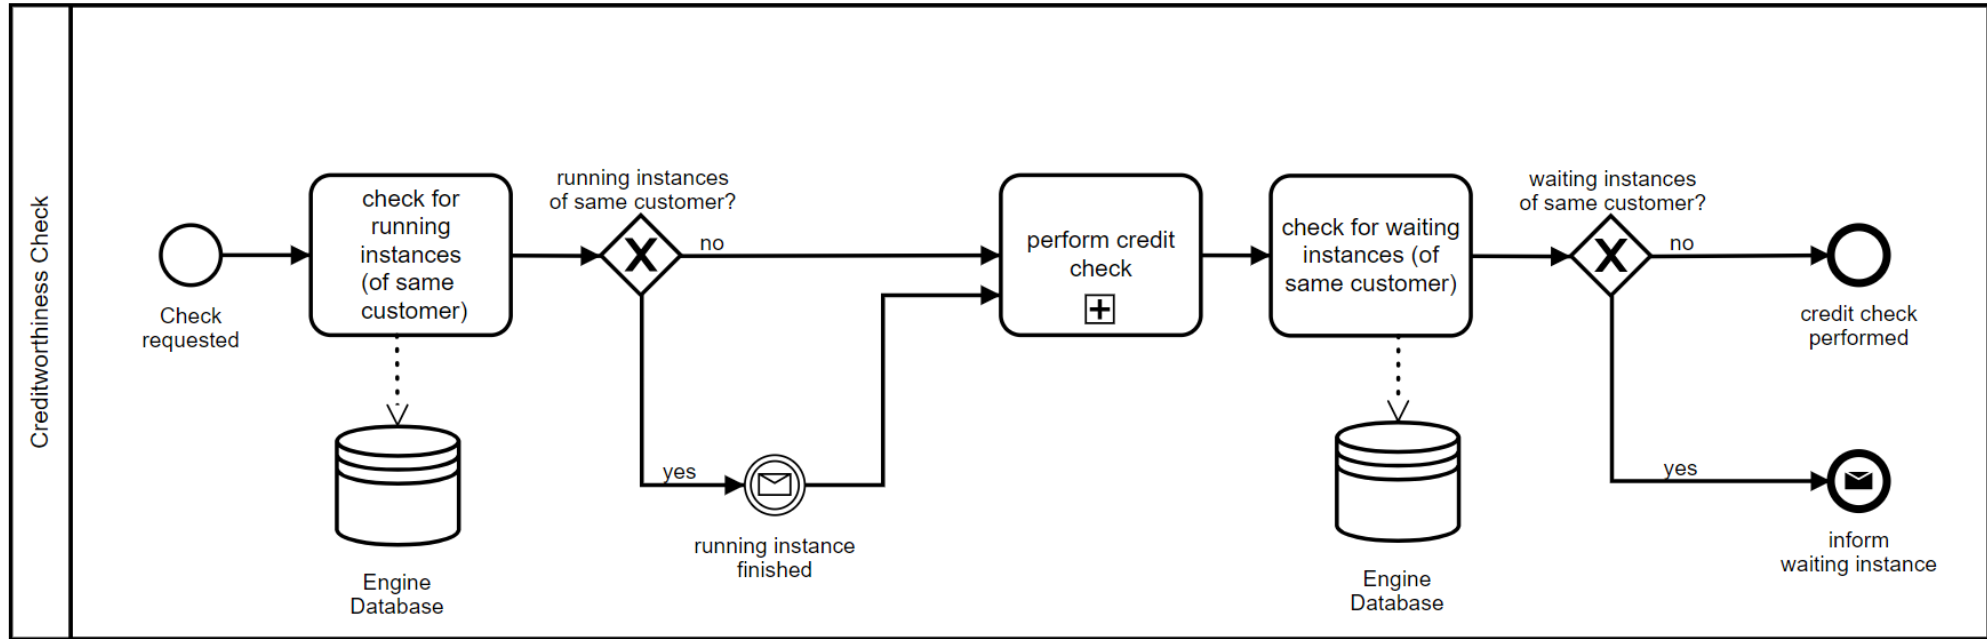 Creditworthiness Check
Check
requested
check for
running
instances
(of same
customer)
Engine
Database
running instances
of same customer?
no
yes
running instance
finished
perform credit
check
check for waiting
instances (of
same customer)
Engine
Database
waiting instances
of same customer?
no
credit check
performed
yes
inform
waiting instance